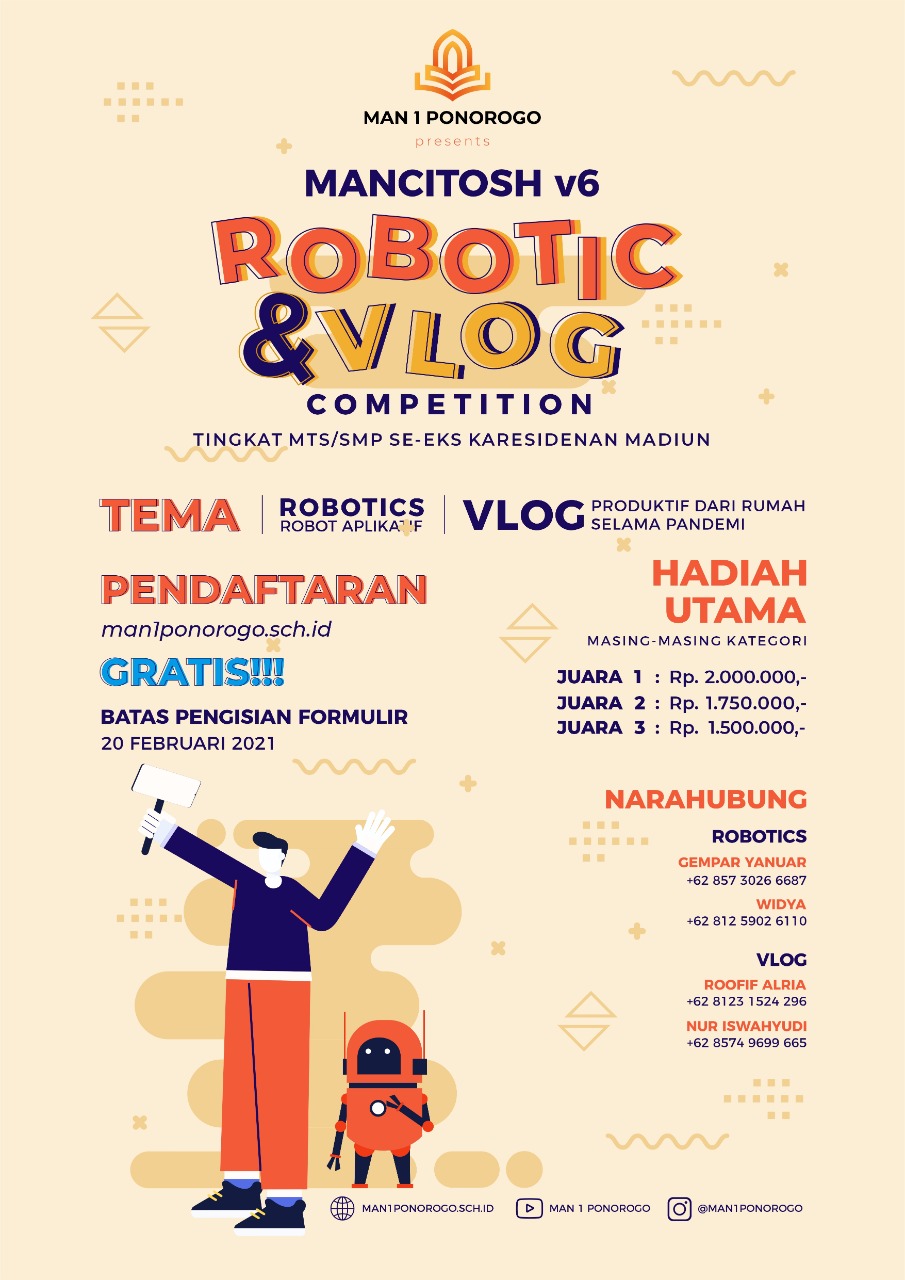 MAN 1 PONOROGO
presents
MANCITOSH v6
ROBOTIC
&VLOG
COMPETITION
TINGKAT MTS/SMP SE-EKS KARESIDENAN MADIUN
TEMA
ROBOTICS
ROBOT APLIKATIF
VLOG
PRODUKTIF DARI RUMAH
SELAMA PANDEMI
PENDAFTARAN
man1ponorogo.sch.id
GRATIS!!!
BATAS PENGISIAN FORMULIR
20 FEBRUARI 2021
HADIAH
UTAMA
MASING-MASING KATEGORI
JUARA 1 : Rp. 2.000.000,-
JUARA 2 : Rp. 1.750.000,-
JUARA 3 : Rp. 1.500.000,-
NARAHUBUNG
ROBOTICS
GEMPAR YANUAR
+62 857 3026 6687
WIDYA
+62 812 5902 6110
VLOG
ROOFIF ALRIA
+62 8123 1524 296
NUR ISWAHYUDI
+62 8574 9699 665
MAN1PONOROGO.SCH.ID
MAN 1 PONOROGO
@MAN1PONOROGO